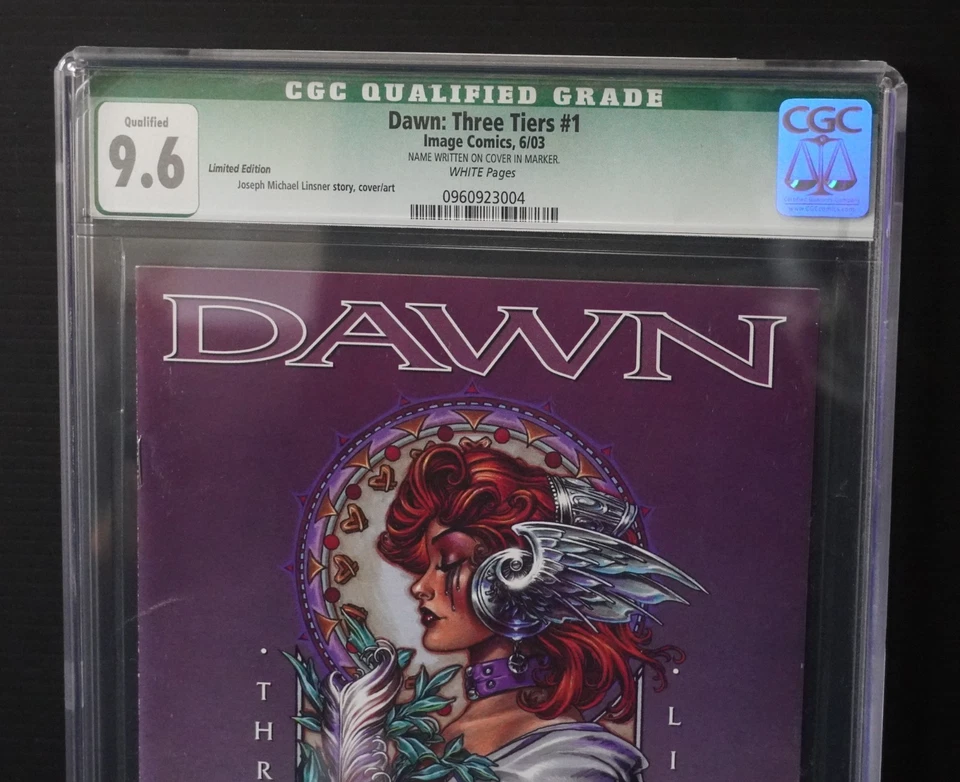 CGC QUALIFIED GRADE
Qualified
9.6
Limited Edition
Joseph Michael Linsner story, cover/art
Dawn: Three Tiers #1
Image Comics, 6/03
NAME WRITTEN ON COVER IN MARKER.
WHITE Pages
0960923004
CGC
DAWN
· T H R
· L I